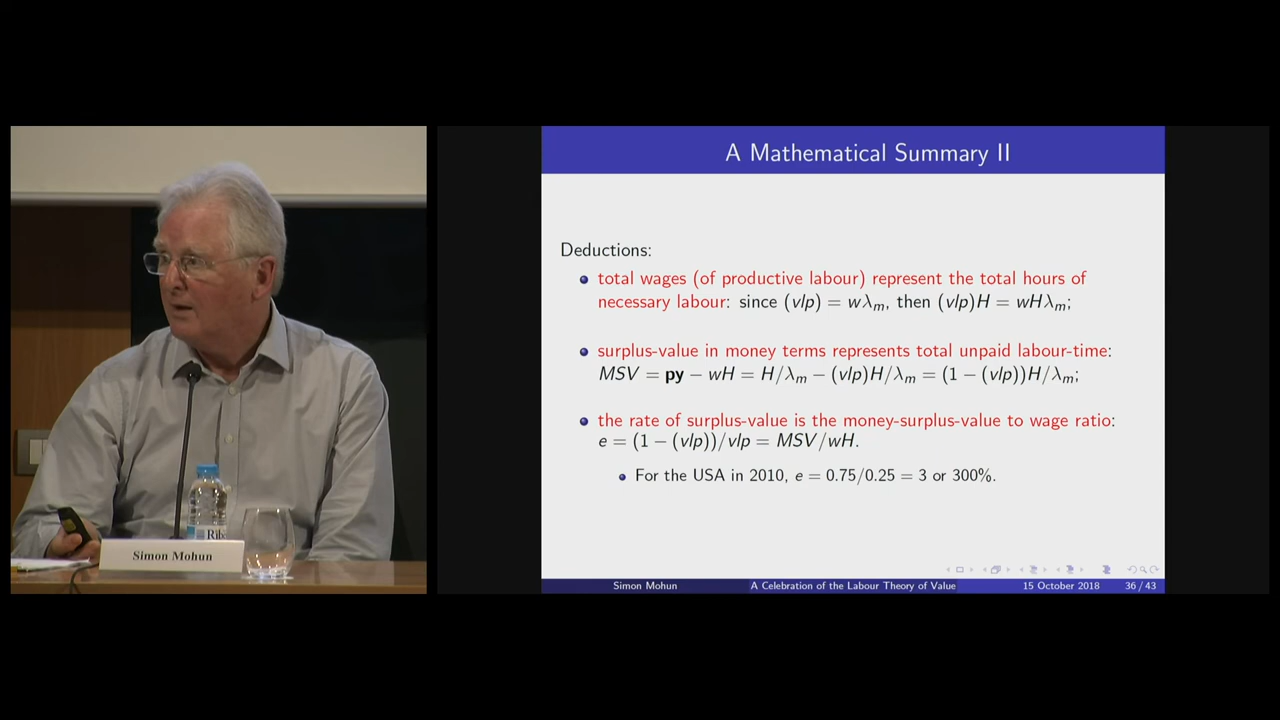 A Mathematical Summary II
Deductions:
total wages (of productive labour) represent the total hours of
necessary labour: since (vlp) = wλₘ, then (vlp)H = wHλₘ;
surplus-value in money terms represents total unpaid labour-time:
MSV = py − wH = H/λₘ − (vlp)H/λₘ = (1 − (vlp))H/λₘ;
the rate of surplus-value is the money-surplus-value to wage ratio:
e = (1 − (vlp))/vlp = MSV/wH.
For the USA in 2010, e = 0.75/0.25 = 3 or 300%.
Simon Mohun
A Celebration of the Labour Theory of Value
15 October 2018
36 / 43
Simon Mohun